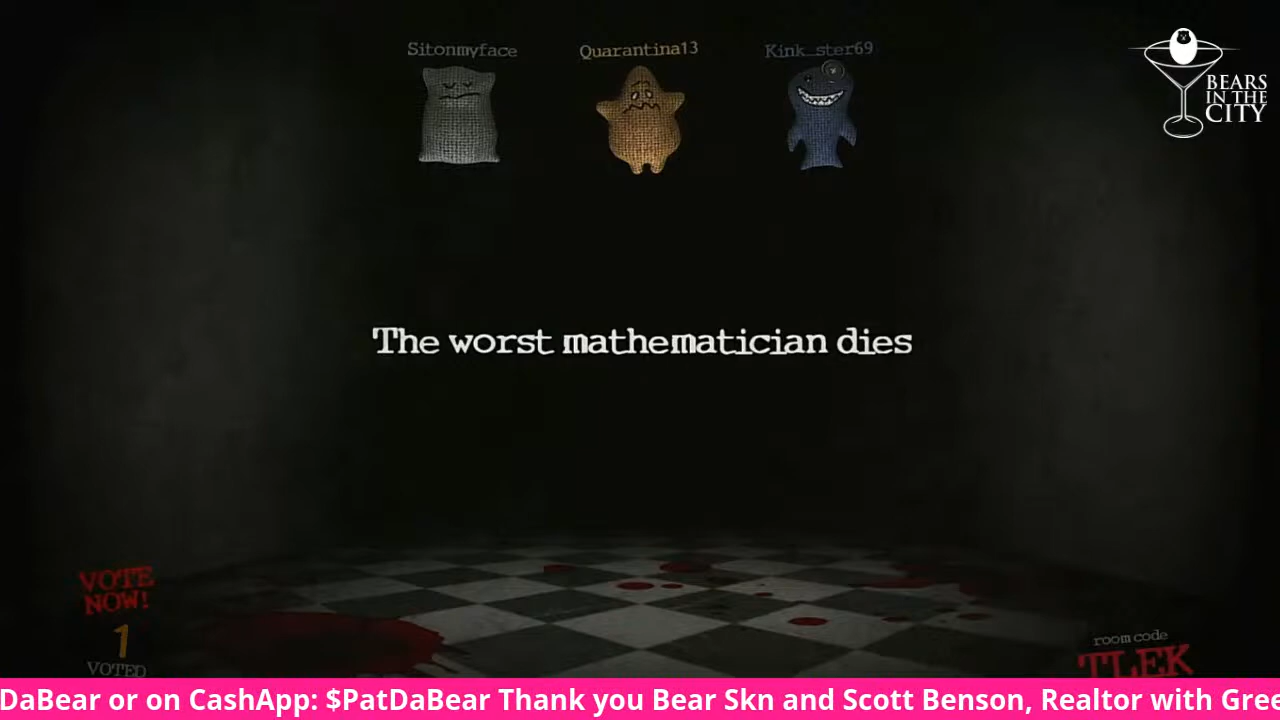 Sitonmyface
Quarantina13
Kink_ster69
BEARS
IN THE
CITY
The worst mathematician dies
VOTE
NOW!
1
VOTED
room code
TLEK
DaBear or on CashApp: $PatDaBear Thank you Bear Skn and Scott Benson, Realtor with Gree